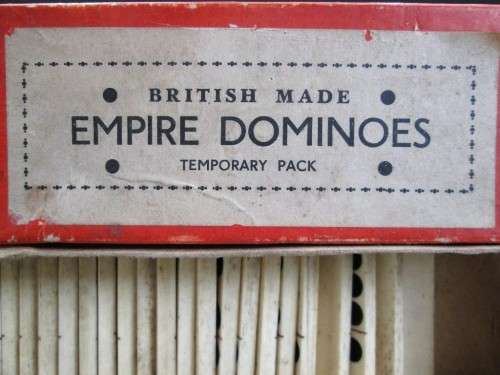 BRITISH MADE
EMPIRE DOMINOES
TEMPORARY PACK